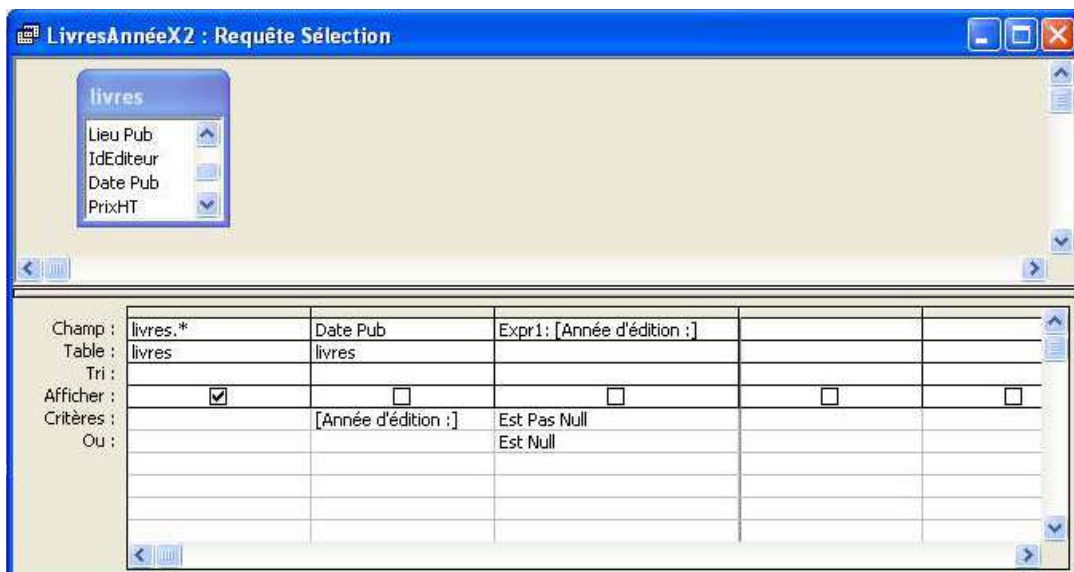 LivresAnnéeX2 : Requête Sélection
livres
Lieu Pub
IdEditeur
Date Pub
PrixHT
Champ : livres.* Date Pub Expr1: [Année d'édition :]
Table : livres livres
Tri :
Afficher :
Critères : [Année d'édition :] Est Pas Null
Ou : Est Null